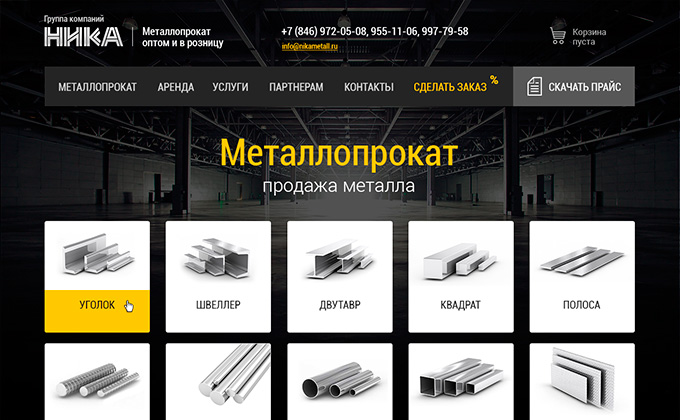 Группа компаний
НИКА
Металлопрокат
оптом и в розницу
+7 (846) 972-05-08, 955-11-06, 997-79-58
info@nikametall.ru
Корзина
пуста
МЕТАЛЛОПРОКАТ АРЕНДА УСЛУГИ ПАРТНЕРАМ КОНТАКТЫ СДЕЛАТЬ ЗАКАЗ % СКАЧАТЬ ПРАЙС
Металлопрокат
продажа металла
УГОЛОК ШВЕЛЛЕР ДВУТАВР КВАДРАТ ПОЛОСА